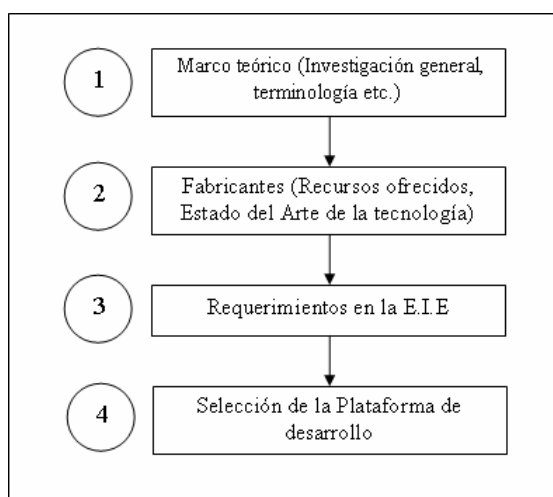 1
Marco teórico (Investigación general,
terminología etc.)
2
Fabricantes (Recursos ofrecidos,
Estado del Arte de la tecnología)
3
Requerimientos en la E.I.E
4
Selección de la Plataforma de
desarrollo